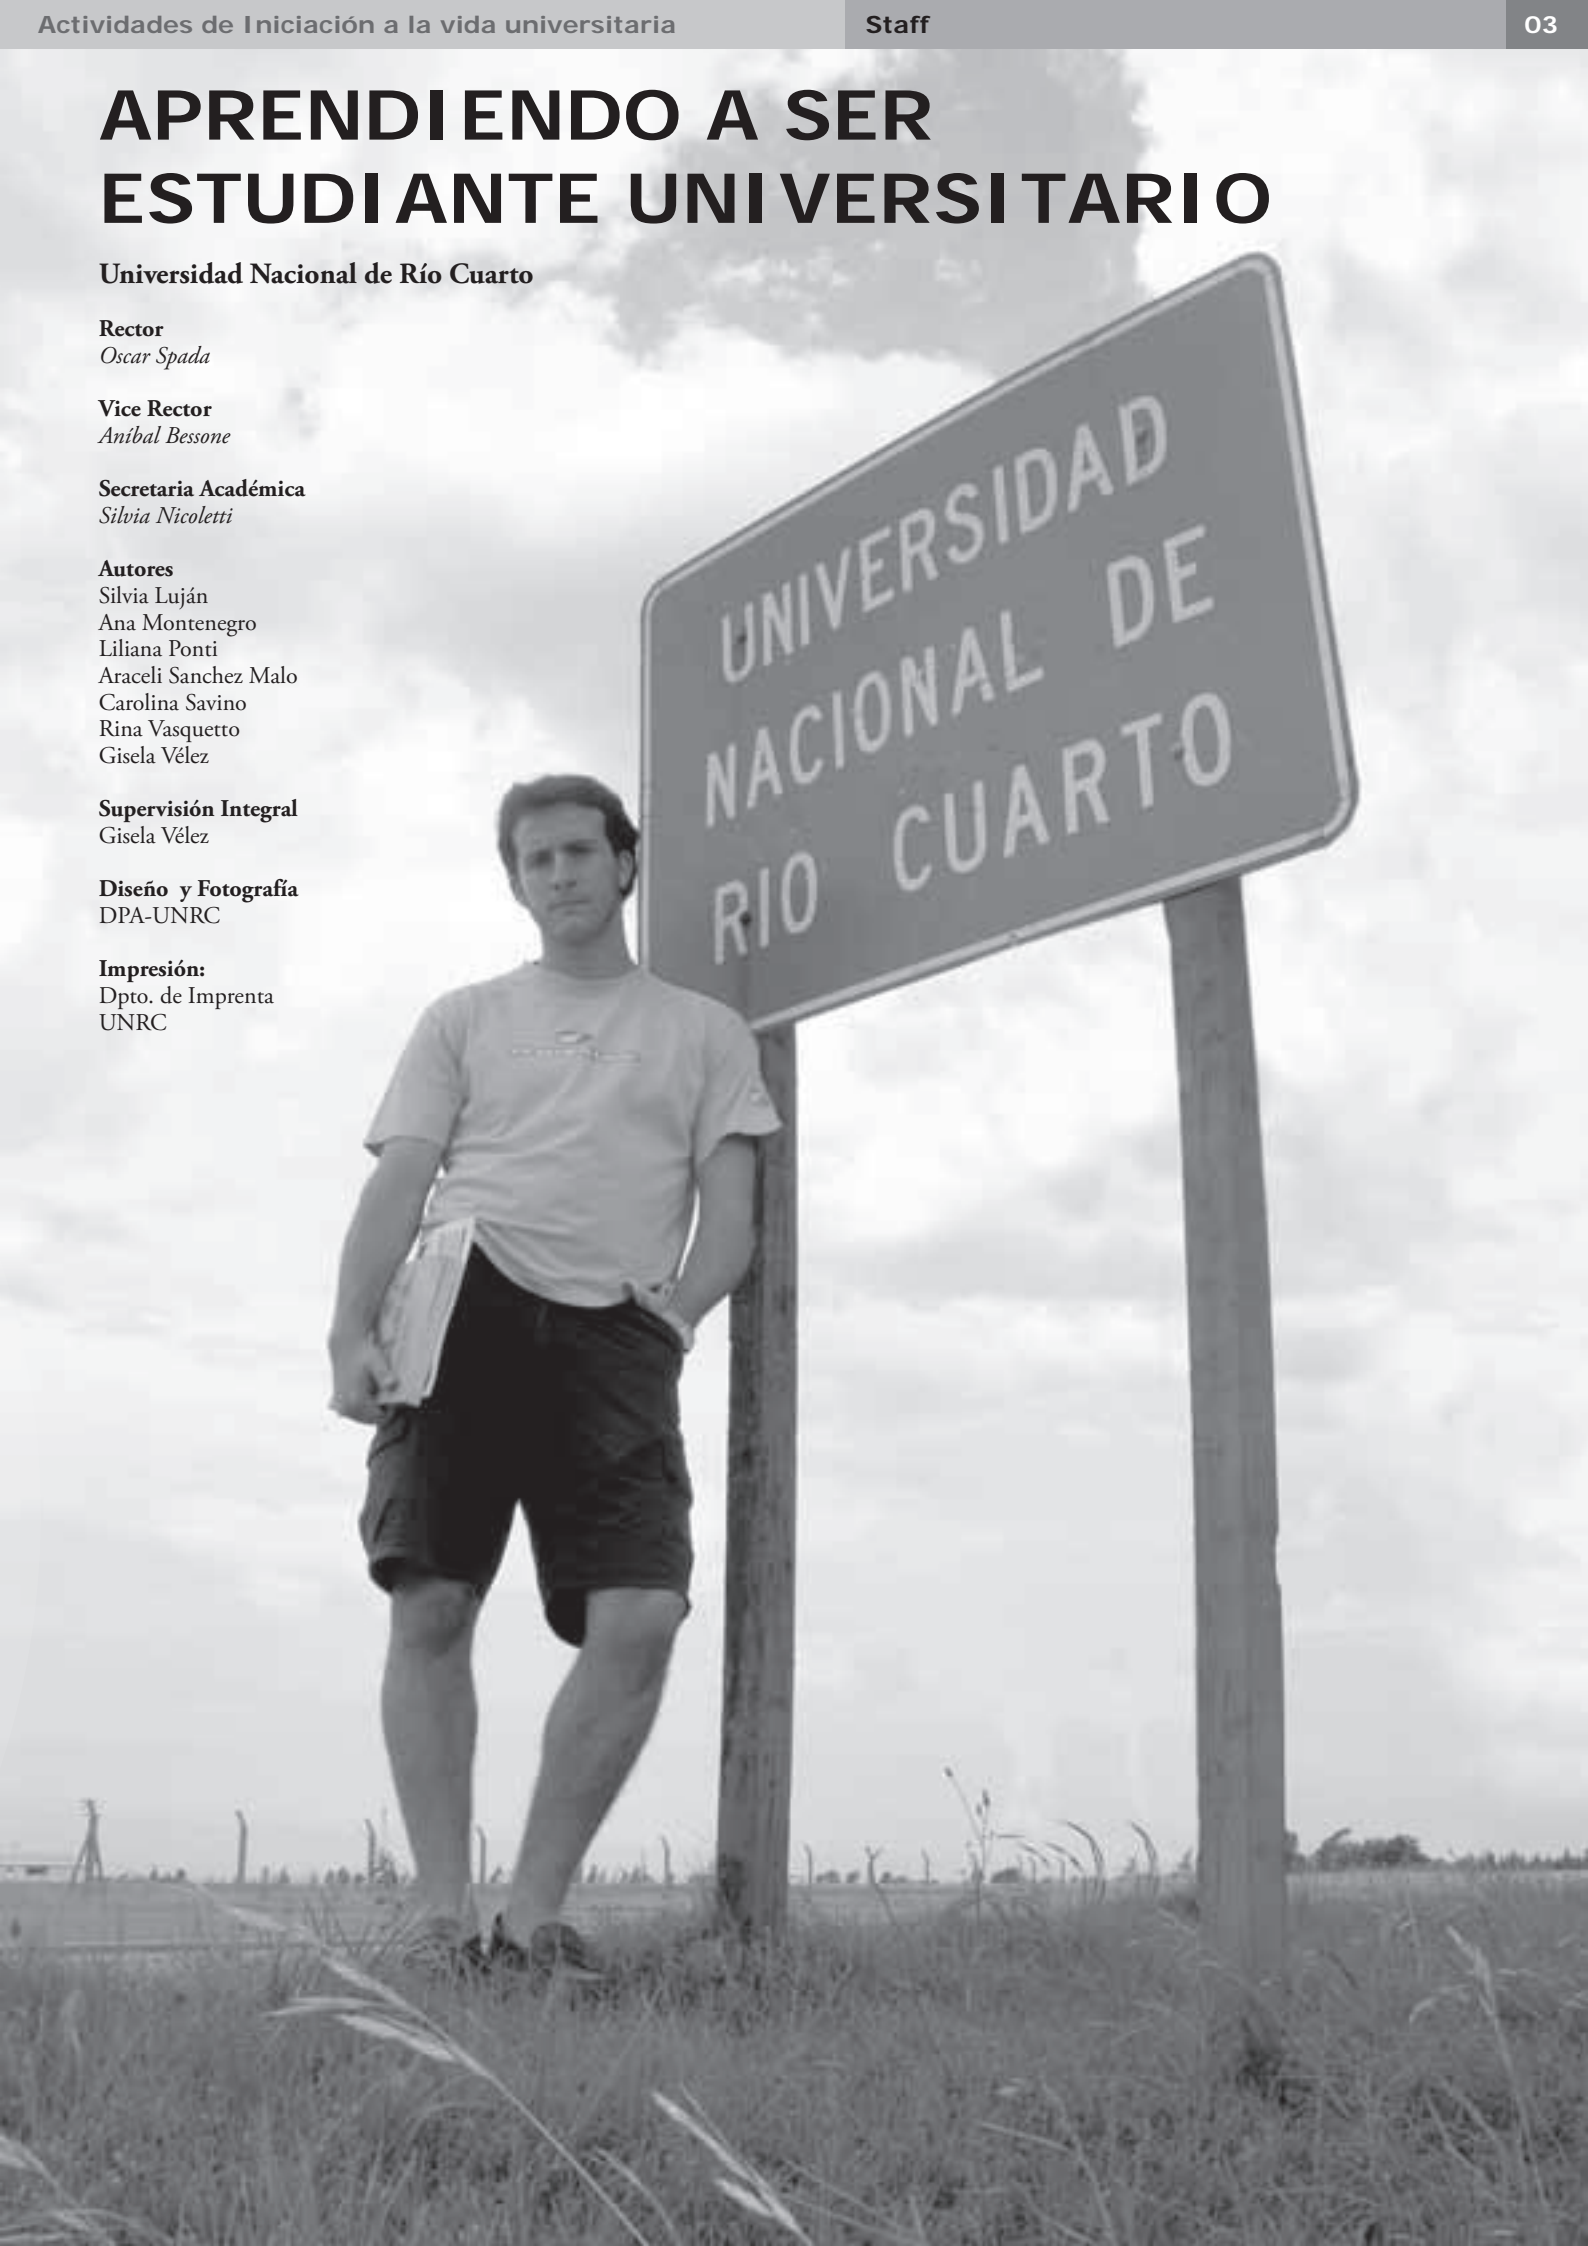 Actividades de Iniciación a la vida universitaria
Staff
03
APRENDIENDO A SER
ESTUDIANTE UNIVERSITARIO
Universidad Nacional de Río Cuarto
Rector
Oscar Spada
Vice Rector
Aníbal Bessone
Secretaria Académica
Silvia Nicoletti
Autores
Silvia Luján
Ana Montenegro
Liliana Ponti
Araceli Sanchez Malo
Carolina Savino
Rina Vasquetto
Gisela Vélez
Supervisión Integral
Gisela Vélez
Diseño y Fotografía
DPA-UNRC
Impresión:
Dpto. de Imprenta
UNRC
UNIVERSIDAD
NACIONAL DE
RIO CUARTO